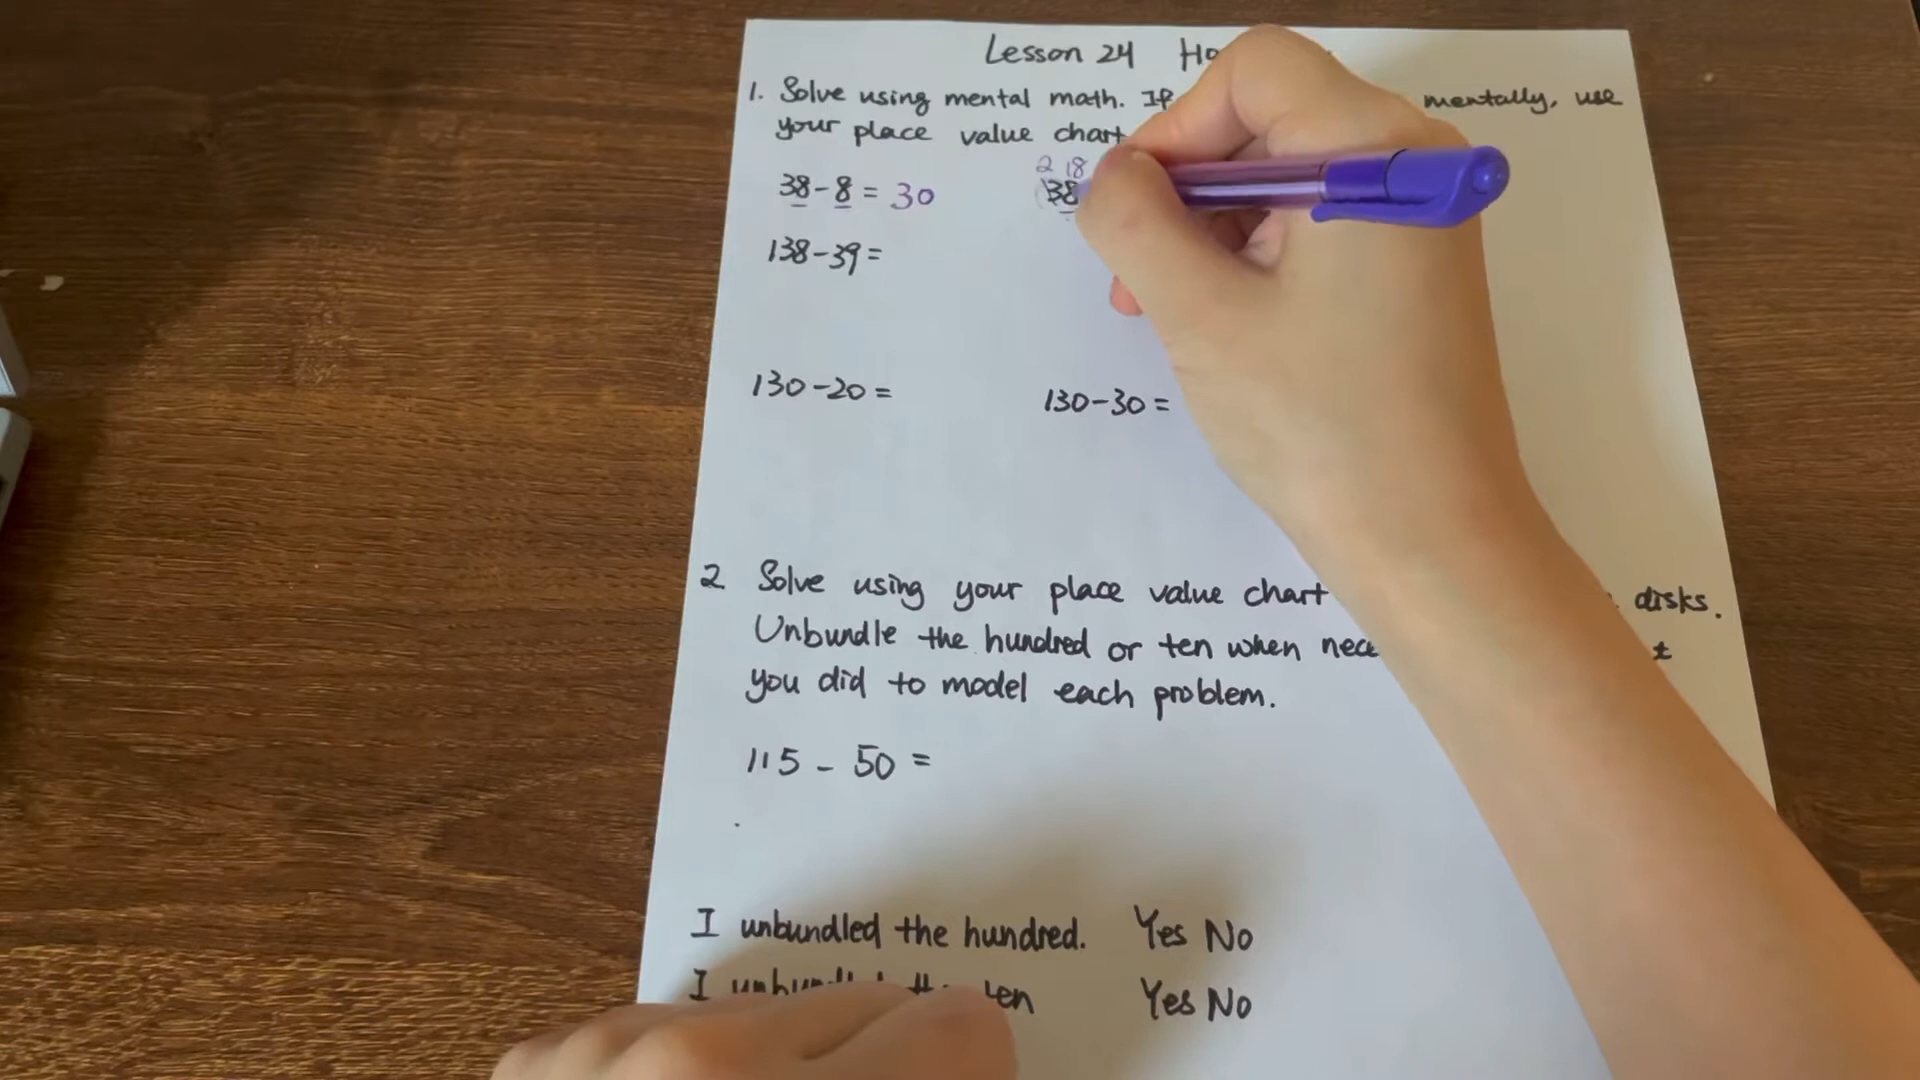 Lesson 24
1. Solve using mental math. If mentally, use
your place value chart
2 18
38-8 = 30 38
138-39=
130-20= 130-30=
2 Solve using your place value chart disks.
Unbundle the hundred or ten when
you did to model each problem.
115 - 50 =
I unbundled the hundred. Yes No
I ten Yes No